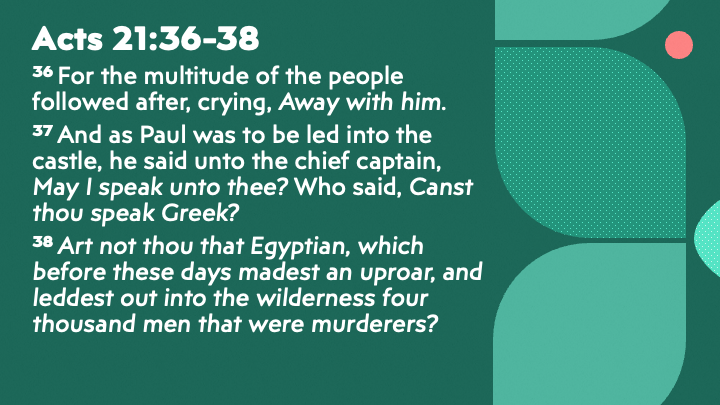 Acts 21:36-38
36 For the multitude of the people
followed after, crying, Away with him.
37 And as Paul was to be led into the
castle, he said unto the chief captain,
May I speak unto thee? Who said, Canst
thou speak Greek?
38 Art not thou that Egyptian, which
before these days madest an uproar, and
leddest out into the wilderness four
thousand men that were murderers?